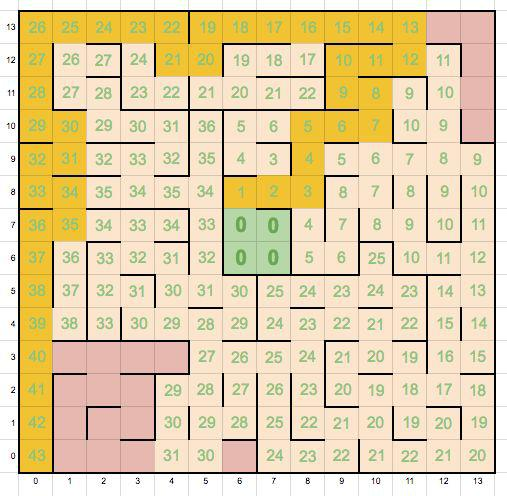 13 26 25 24 23 22 19 18 17 16 15 14 13
12 27 26 27 24 21 20 19 18 17 10 11 12 11
11 28 27 28 23 22 21 20 21 22 9 8 9 10
10 29 30 29 30 31 36 5 6 5 6 7 10 9
9 32 31 32 33 32 35 4 3 4 5 6 7 8 9
8 33 34 35 34 35 34 1 2 3 8 7 8 9 10
7 36 35 34 33 34 33 0 0 4 7 8 9 10 11
6 37 36 33 32 31 32 0 0 5 6 25 10 11 12
5 38 37 32 31 30 31 30 25 24 23 24 23 14 13
4 39 38 33 30 29 28 29 24 23 22 21 22 15 14
3 40 27 26 25 24 21 20 19 16 15
2 41 29 28 27 26 23 20 19 18 17 18
1 42 30 29 28 25 22 21 20 19 20 19
0 43 31 30 24 23 22 21 22 21 20
0 1 2 3 4 5 6 7 8 9 10 11 12 13